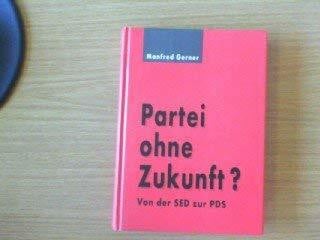 Manfred Gerner
Partei
ohne
Zukunft?
Von der SED zur PDS